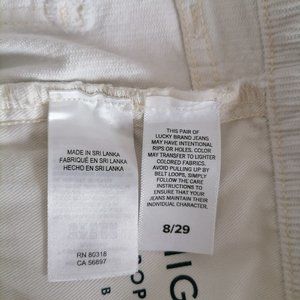 MADE IN SRI LANKA
FABRIQUÉ EN SRI LANKA
HECHO EN SRI LANKA
RN 80318
CA 56697
THIS PAIR OF
LUCKY BRAND JEANS
MAY HAVE INTENTIONAL
RIPS OR HOLES. COLOR
MAY TRANSFER TO LIGHTER
COLORED FABRICS.
AVOID PULLING UP BY
BELT LOOPS, SIMPLY
FOLLOW THE CARE
INSTRUCTIONS TO
ENSURE THAT YOUR
JEANS MAINTAIN THEIR
INDIVIDUAL CHARACTER.
8/29
MIG
OP
B